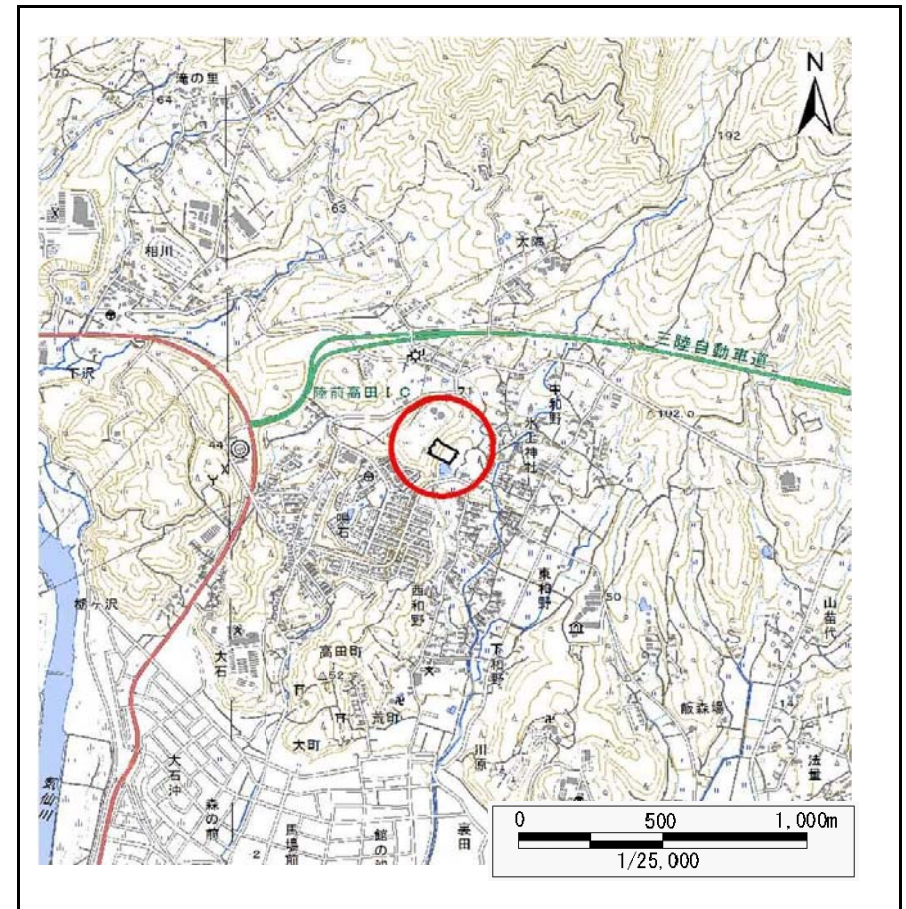 滝の里
N
70
64
150
192
63
相川
大隅
三陸自動車道
下沢
陸前高田IC
71
中和野
氷上神社
102.0
44
鳴石
西和野
東和野
50
山苗代
大石
高田町
下和野
52
荒町
飯森場
14
大町
川原
大石沖
法量
森の前
気仙川
2
馬場前
館の沖
裏田
0 500 1,000m
1/25,000